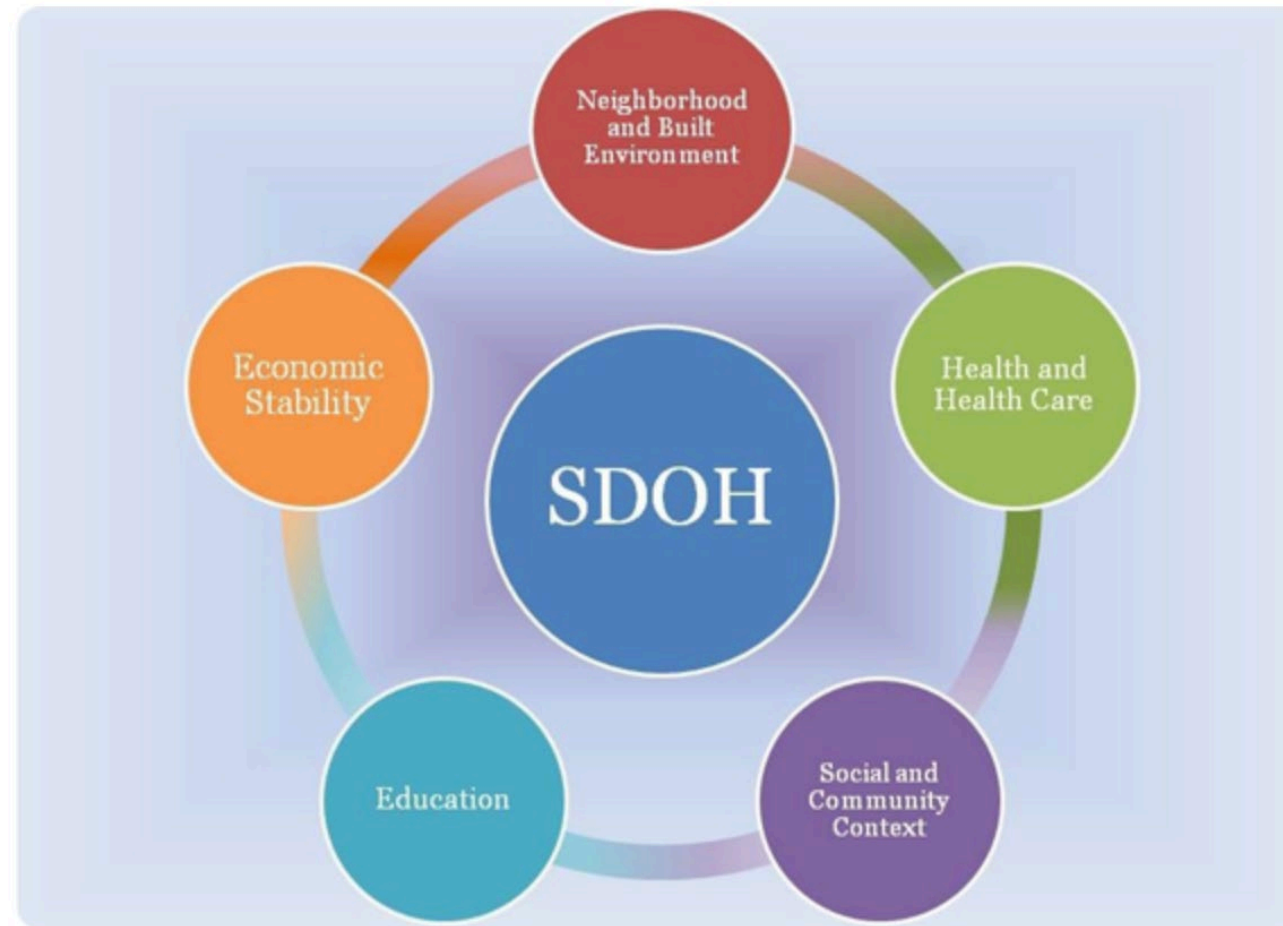 Neighborhood
and Built
Environment
Economic
Stability
Health and
Health Care
SDOH
Education
Social and
Community
Context